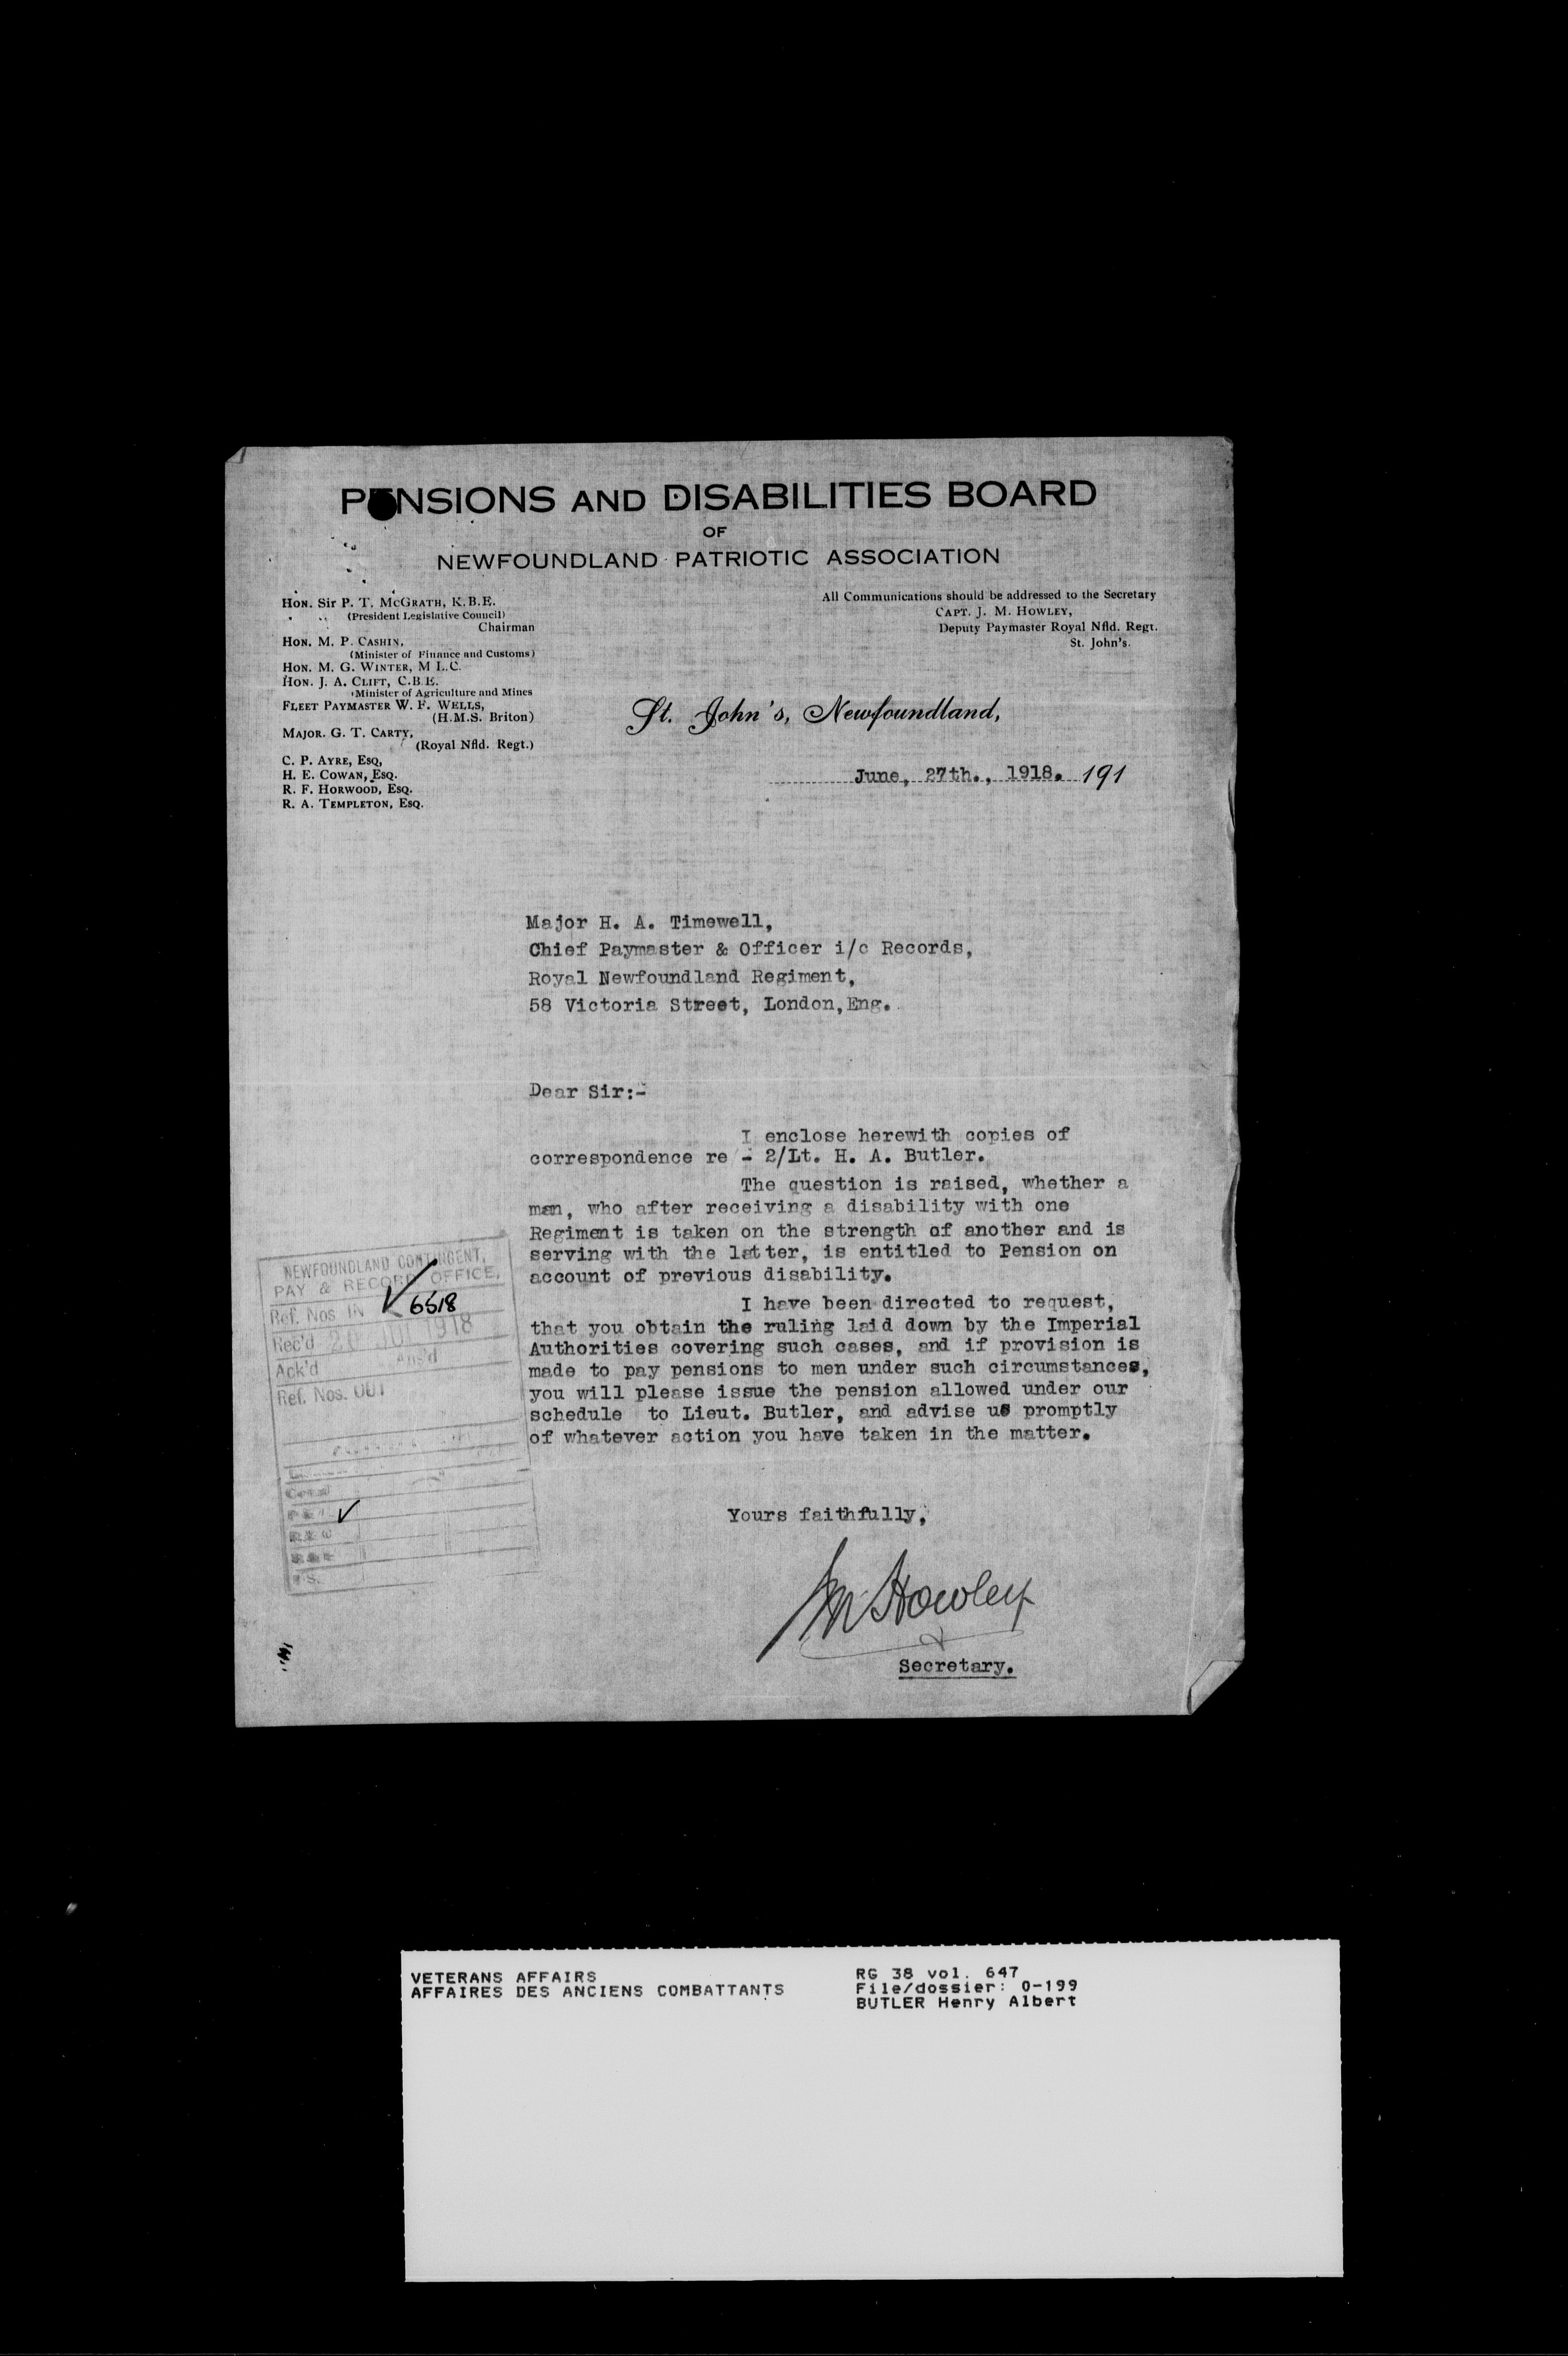 PENSIONS AND DISABILITIES BOARD
OF
NEWFOUNDLAND PATRIOTIC ASSOCIATION
HON. Sir P. T. MCGRATH, K.B.E.
(President Legislative Council)
Chairman
HON. M. P. CASHIN,
(Minister of Finance and Customs)
HON. M. G. WINTER, M L.C.
HON. J. A. CLIFT, C.B.E.
(Minister of Agriculture and Mines
FLEET PAYMASTER W. F. WELLS,
(H.M.S. Briton)
MAJOR. G. T. CARTY,
(Royal Nfld. Regt.)
C. P. AYRE, ESQ,
H. E. COWAN, ESQ.
R. F. HORWOOD, ESQ.
R. A. TEMPLETON, ESQ.
All Communications should be addressed to the Secretary
CAPT. J. M. HOWLEY,
Deputy Paymaster Royal Nfld. Regt.
St. John's.
St. John's, Newfoundland,
June, 27th., 1918. 191
Major H. A. Timewell,
Chief Paymaster & Officer i/c Records,
Royal Newfoundland Regiment,
58 Victoria Street, London,Eng.
Dear Sir:-
I enclose herewith copies of
correspondence re - 2/Lt. H. A. Butler.
The question is raised, whether a
man, who after receiving a disability with one
Regiment is taken on the strength of another and is
serving with the latter, is entitled to Pension on
account of previous disability.
I have been directed to request,
that you obtain the ruling laid down by the Imperial
Authorities covering such cases, and if provision is
made to pay pensions to men under such circumstances,
you will please issue the pension allowed under our
schedule to Lieut. Butler, and advise us promptly
of whatever action you have taken in the matter.
NEWFOUNDLAND CONTINGENT,
PAY & RECORD OFFICE,
Ref. Nos. IN 6518
Rec'd JUL 1918
Ack'd Ans'd
Ref. Nos. OUT
Yours faithfully,
JM Howley
Secretary.
VETERANS AFFAIRS
AFFAIRES DES ANCIENS COMBATTANTS
RG 38 vol. 647
File/dossier: 0-199
BUTLER Henry Albert